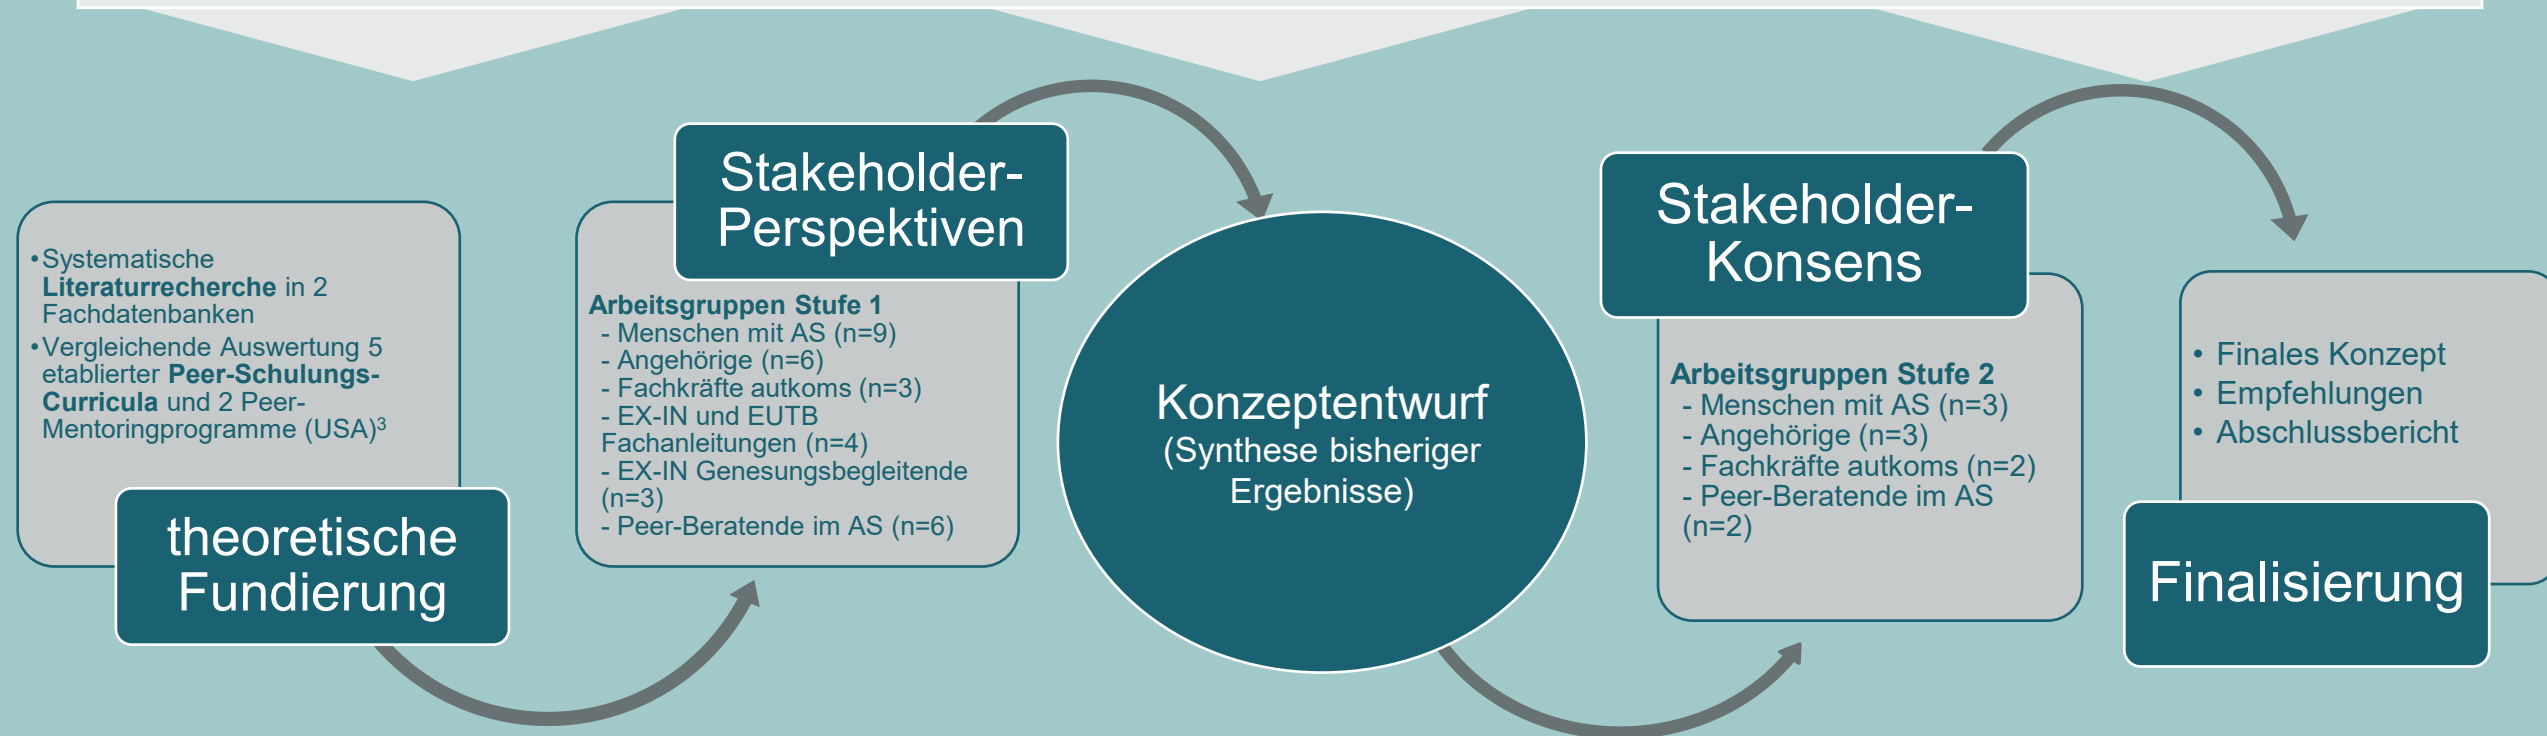 •Systematische
Literaturrecherche in 2
Fachdatenbanken
•Vergleichende Auswertung 5
etablierter Peer-Schulungs-
Curricula und 2 Peer-
Mentoringprogramme (USA)³
theoretische
Fundierung
Stakeholder-
Perspektiven
Arbeitsgruppen Stufe 1
- Menschen mit AS (n=9)
- Angehörige (n=6)
- Fachkräfte autkoms (n=3)
- EX-IN und EUTB
Fachanleitungen (n=4)
- EX-IN Genesungsbegleitende
(n=3)
- Peer-Beratende im AS (n=6)
Konzeptentwurf
(Synthese bisheriger
Ergebnisse)
Stakeholder-
Konsens
Arbeitsgruppen Stufe 2
- Menschen mit AS (n=3)
- Angehörige (n=3)
- Fachkräfte autkoms (n=2)
- Peer-Beratende im AS
(n=2)
• Finales Konzept
• Empfehlungen
• Abschlussbericht
Finalisierung